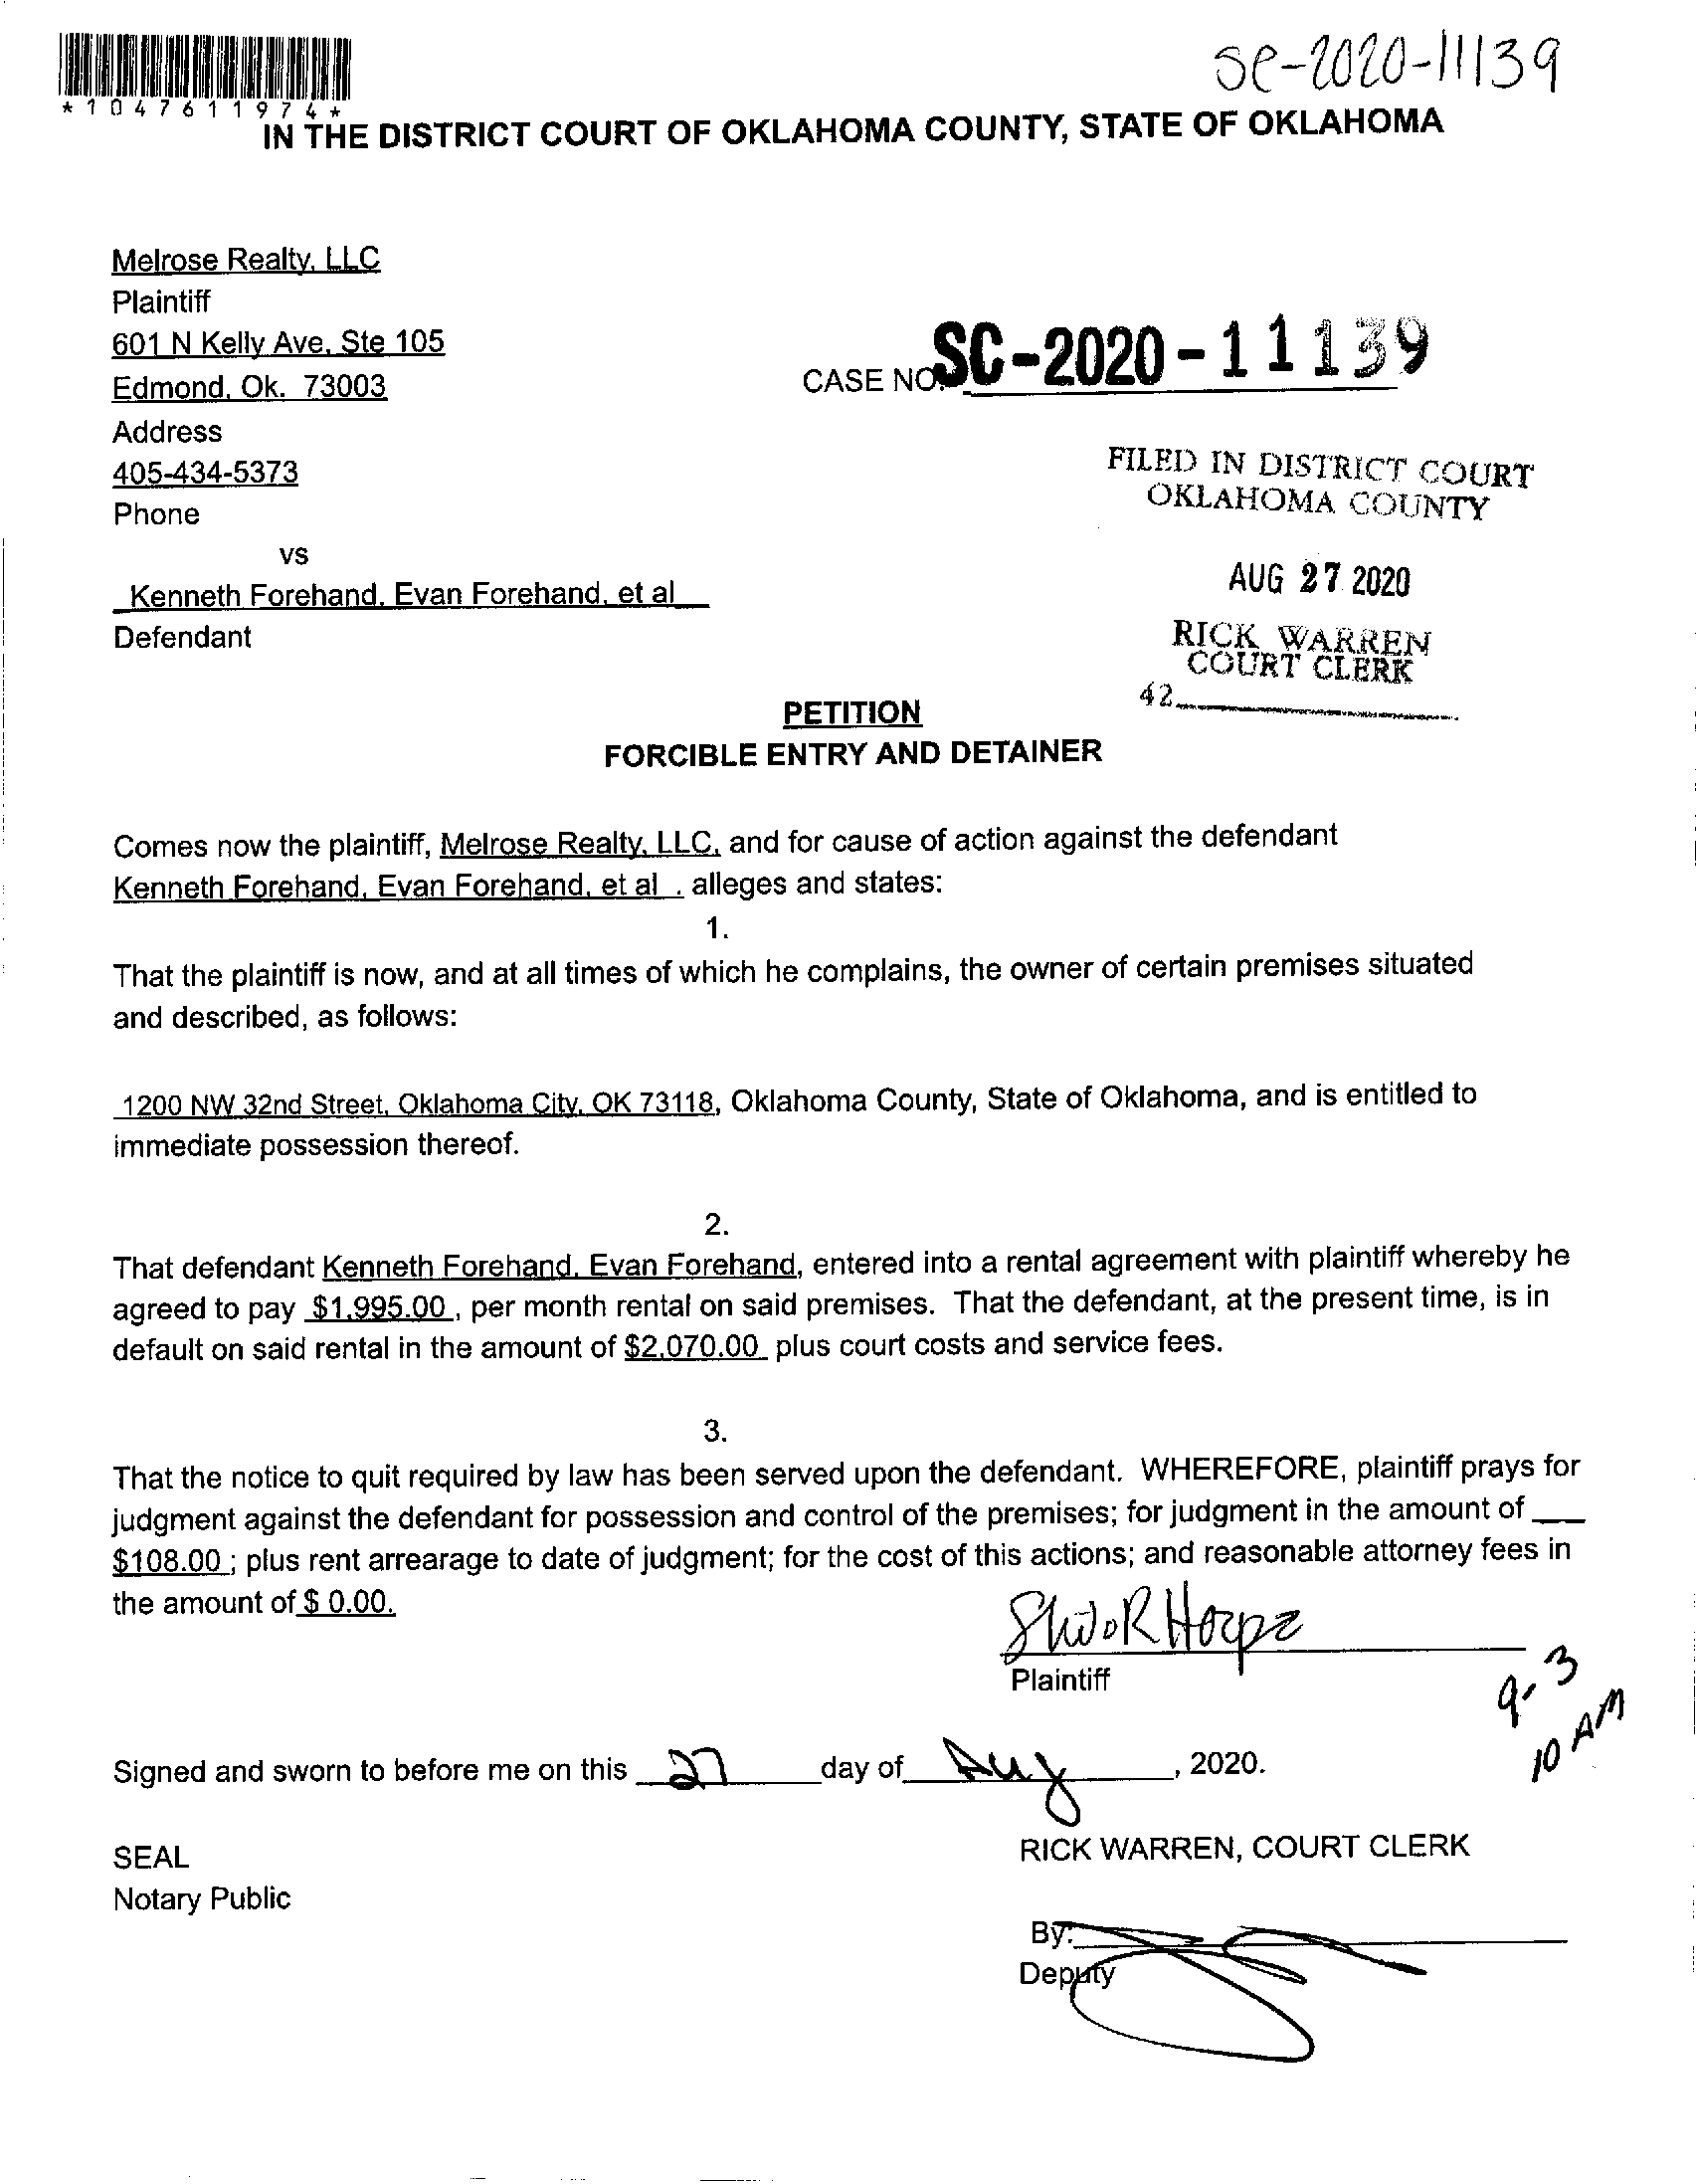 SC-2020-11139
*1047611974*
IN THE DISTRICT COURT OF OKLAHOMA COUNTY, STATE OF OKLAHOMA
Melrose Realty, LLC
Plaintiff
601 N Kelly Ave, Ste 105
Edmond, Ok. 73003
Address
405-434-5373
Phone
vs
Kenneth Forehand, Evan Forehand, et al
Defendant
CASE NO. SC-2020-11139
FILED IN DISTRICT COURT
OKLAHOMA COUNTY
AUG 27 2020
RICK WARREN
COURT CLERK
42
PETITION
FORCIBLE ENTRY AND DETAINER
Comes now the plaintiff, Melrose Realty, LLC, and for cause of action against the defendant
Kenneth Forehand, Evan Forehand, et al . alleges and states:
1.
That the plaintiff is now, and at all times of which he complains, the owner of certain premises situated
and described, as follows:
1200 NW 32nd Street, Oklahoma City, OK 73118, Oklahoma County, State of Oklahoma, and is entitled to
immediate possession thereof.
2.
That defendant Kenneth Forehand, Evan Forehand, entered into a rental agreement with plaintiff whereby he
agreed to pay $1,995.00 , per month rental on said premises. That the defendant, at the present time, is in
default on said rental in the amount of $2,070.00 plus court costs and service fees.
3.
That the notice to quit required by law has been served upon the defendant. WHEREFORE, plaintiff prays for
judgment against the defendant for possession and control of the premises; for judgment in the amount of
$108.00 ; plus rent arrearage to date of judgment; for the cost of this actions; and reasonable attorney fees in
the amount of $ 0.00.
Plaintiff
9-3
10 AM
Signed and sworn to before me on this 27 day of Aug , 2020.
SEAL
Notary Public
RICK WARREN, COURT CLERK
By:
Deputy